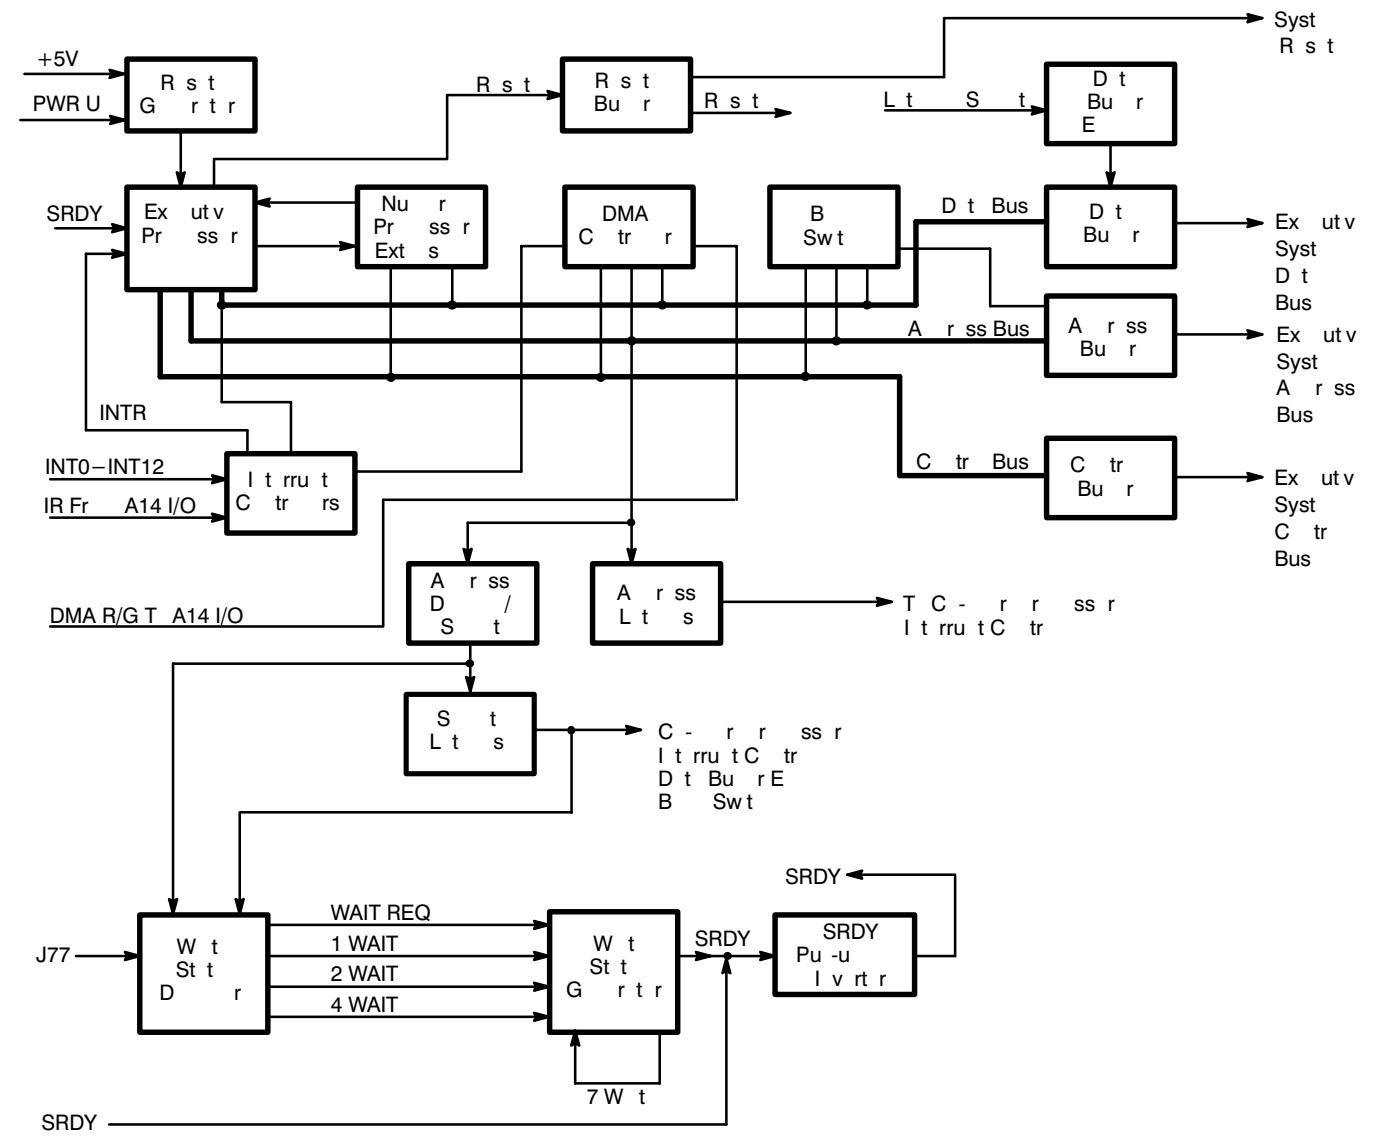 +5V
PWR U
R s t
G r t r
R s t
R s t
Bu r
R s t
Syst
R s t
L t S t
D t
Bu r
E
SRDY
Ex ut v
Pr ss r
Nu r
Pr ss r
Ext s
DMA
C tr r
B
Sw t
D t Bus
D t
Bu r
Ex ut v
Syst
D t
Bus
A r ss Bus
A r ss
Bu r
Ex ut v
Syst
A r ss
Bus
INTR
INT0–INT12
IR Fr A14 I/O
I t rru t
C tr rs
C tr Bus
C tr
Bu r
Ex ut v
Syst
C tr
Bus
DMA R/G T A14 I/O
A r ss
D /
S t
A r ss
L t s
T C - r r ss r
I t rru t C tr
S t
L t s
C - r r ss r
I t rru t C tr
D t Bu r E
B Sw t
J77
W t
St t
D r
WAIT REQ
1 WAIT
2 WAIT
4 WAIT
W t
St t
G r t r
7 W t
SRDY
SRDY
SRDY
Pu -u
I v rt r
SRDY